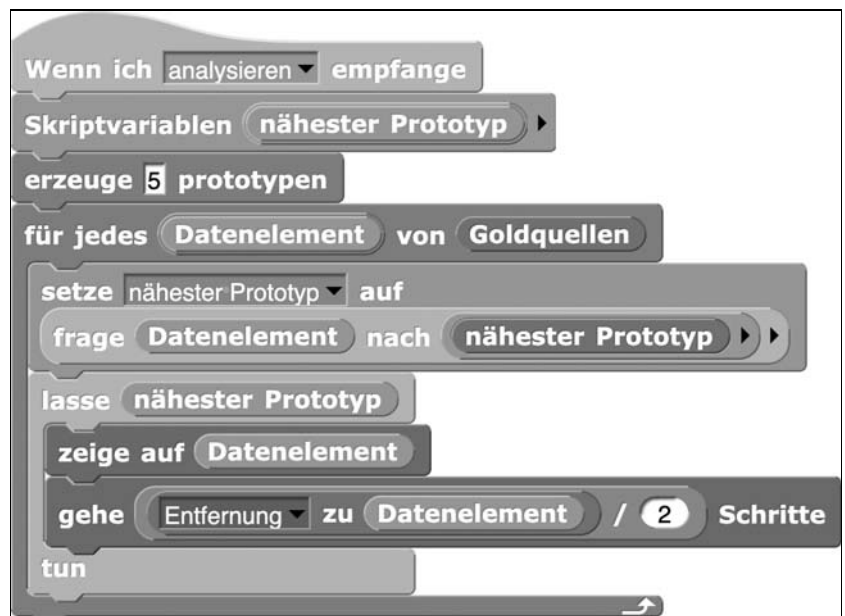 Wenn ich analysieren empfange
Skriptvariablen nähester Prototyp
erzeuge 5 prototypen
für jedes Datenelement von Goldquellen
setze nähester Prototyp auf
frage Datenelement nach nähester Prototyp
lasse nähester Prototyp
zeige auf Datenelement
gehe Entfernung zu Datenelement / 2 Schritte
tun